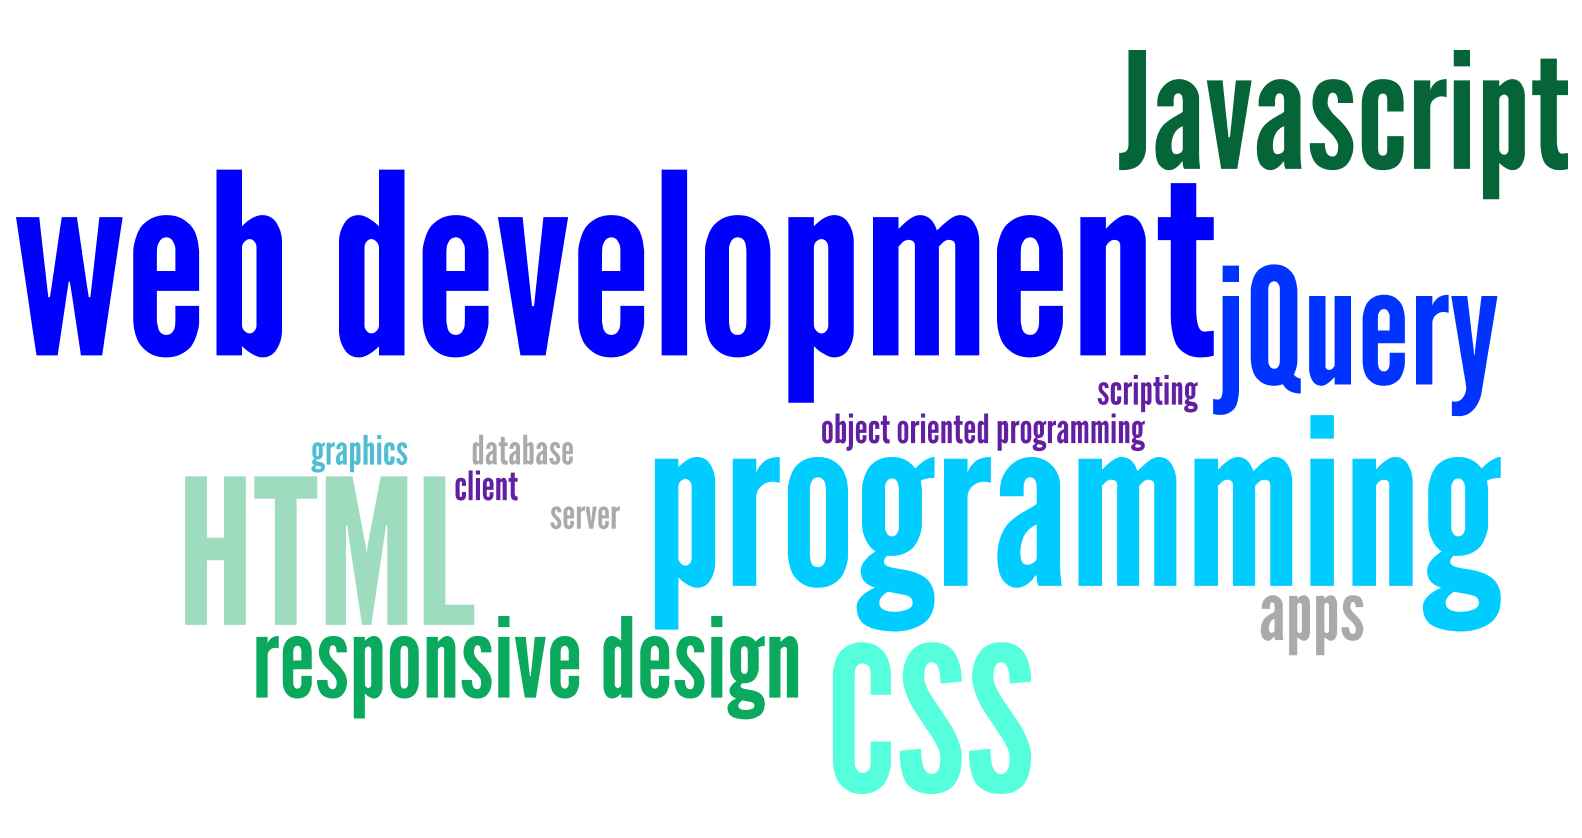 Javascript
web development
jQuery
scripting
object oriented programming
graphics
database
client
server
HTML
programming
apps
responsive design
CSS